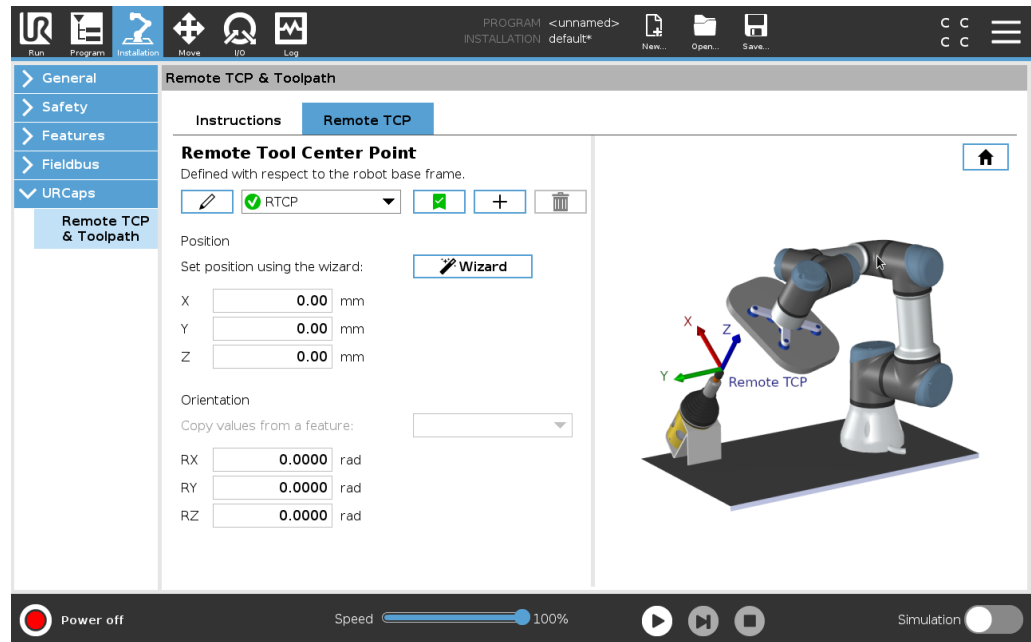 PROGRAM <unnamed>
INSTALLATION default*
UR
Run
Program
Installation
Move
I/O
Log
New...
Open...
Save...
C C
C C
General
Safety
Features
Fieldbus
URCaps
Remote TCP
& Toolpath
Remote TCP & Toolpath
Instructions
Remote TCP
Remote Tool Center Point
Defined with respect to the robot base frame.
RTCP
Position
Set position using the wizard:
Wizard
X 0.00 mm
Y 0.00 mm
Z 0.00 mm
Orientation
Copy values from a feature:
RX 0.0000 rad
RY 0.0000 rad
RZ 0.0000 rad
X
Z
Y
Remote TCP
Power off
Speed
100%
Simulation